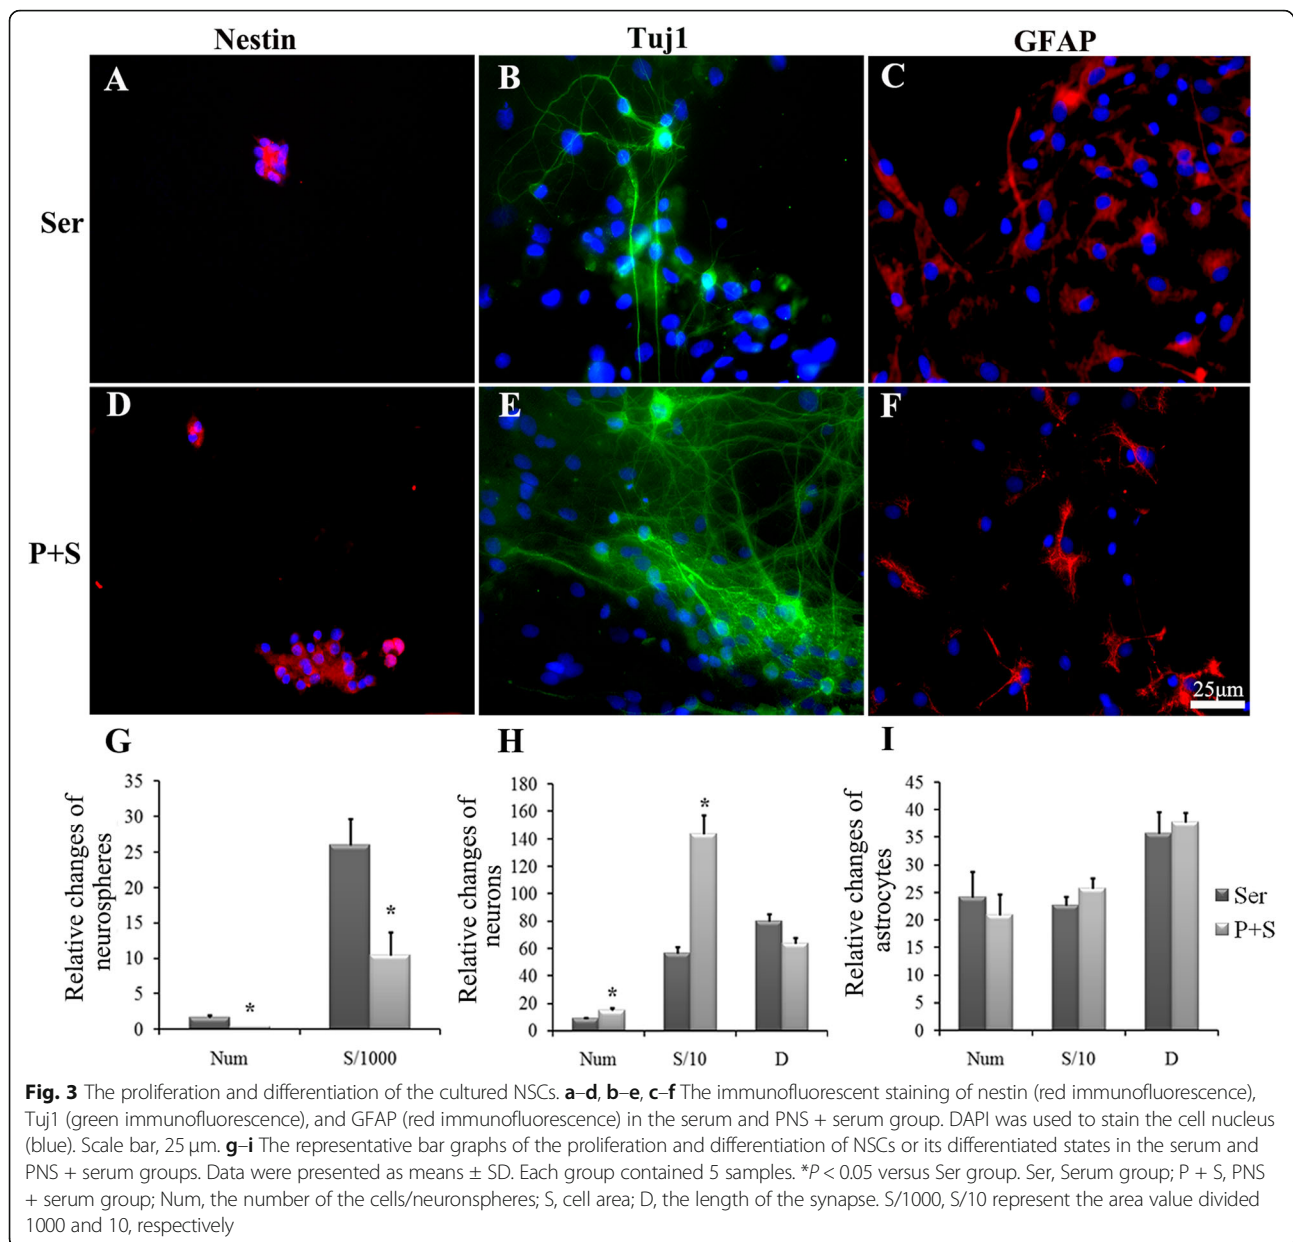 Nestin Tuj1 GFAP
A B C
Ser
D E F
P+S
25μm
G H I
Relative changes of
neurospheres
35
30
25
20
15
10
5
0
*
*
Num S/1000
Relative changes of
neurons
180
160
140
120
100
80
60
40
20
0
*
*
Num S/10 D
Relative changes of
astrocytes
45
40
35
30
25
20
15
10
5
0
Num S/10 D
Ser
P+S
Fig. 3 The proliferation and differentiation of the cultured NSCs. a–d, b–e, c–f The immunofluorescent staining of nestin (red immunofluorescence),
Tuj1 (green immunofluorescence), and GFAP (red immunofluorescence) in the serum and PNS + serum group. DAPI was used to stain the cell nucleus
(blue). Scale bar, 25 μm. g–i The representative bar graphs of the proliferation and differentiation of NSCs or its differentiated states in the serum and
PNS + serum groups. Data were presented as means ± SD. Each group contained 5 samples. *P < 0.05 versus Ser group. Ser, Serum group; P + S, PNS
+ serum group; Num, the number of the cells/neuronspheres; S, cell area; D, the length of the synapse. S/1000, S/10 represent the area value divided
1000 and 10, respectively